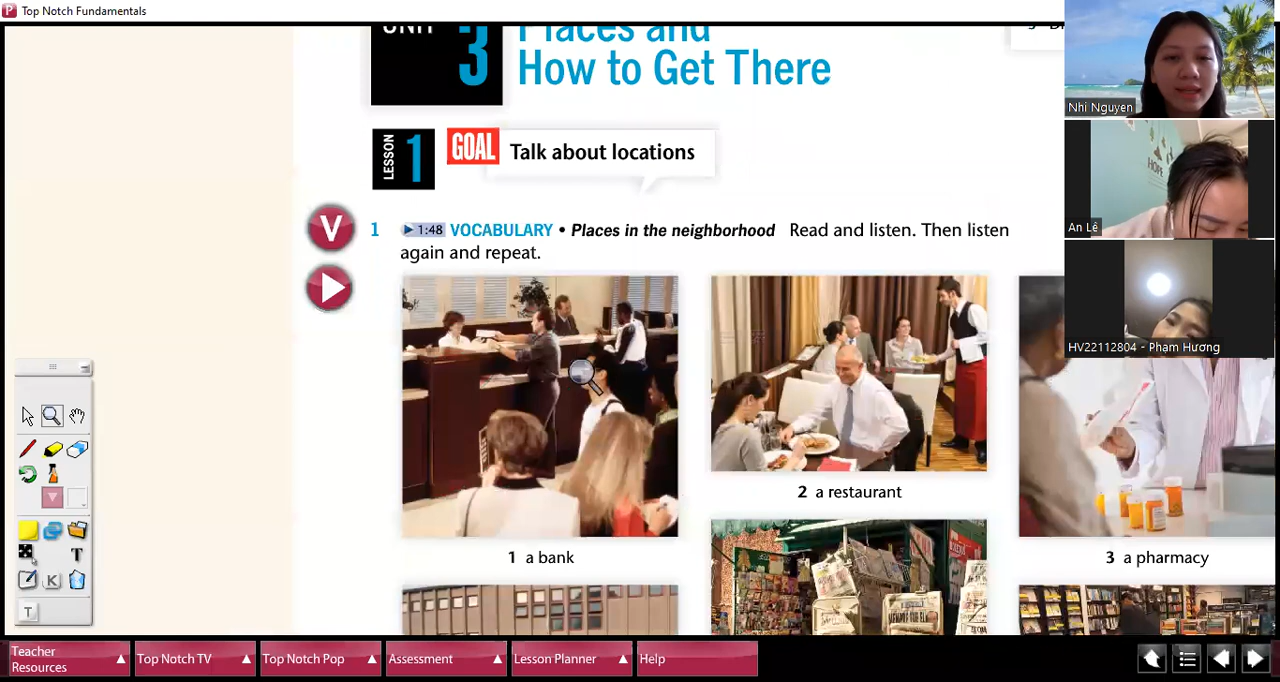 Top Notch Fundamentals
UNIT 3
Places and
How to Get There
LESSON 1
GOAL
Talk about locations
V
1 1:48 VOCABULARY • Places in the neighborhood Read and listen. Then listen
again and repeat.
1 a bank
2 a restaurant
3 a pharmacy
Nhi Nguyen
An Lê
HV22112804 - Phạm Hương
T
K
T
Teacher
Resources
Top Notch TV
Top Notch Pop
Assessment
Lesson Planner
Help